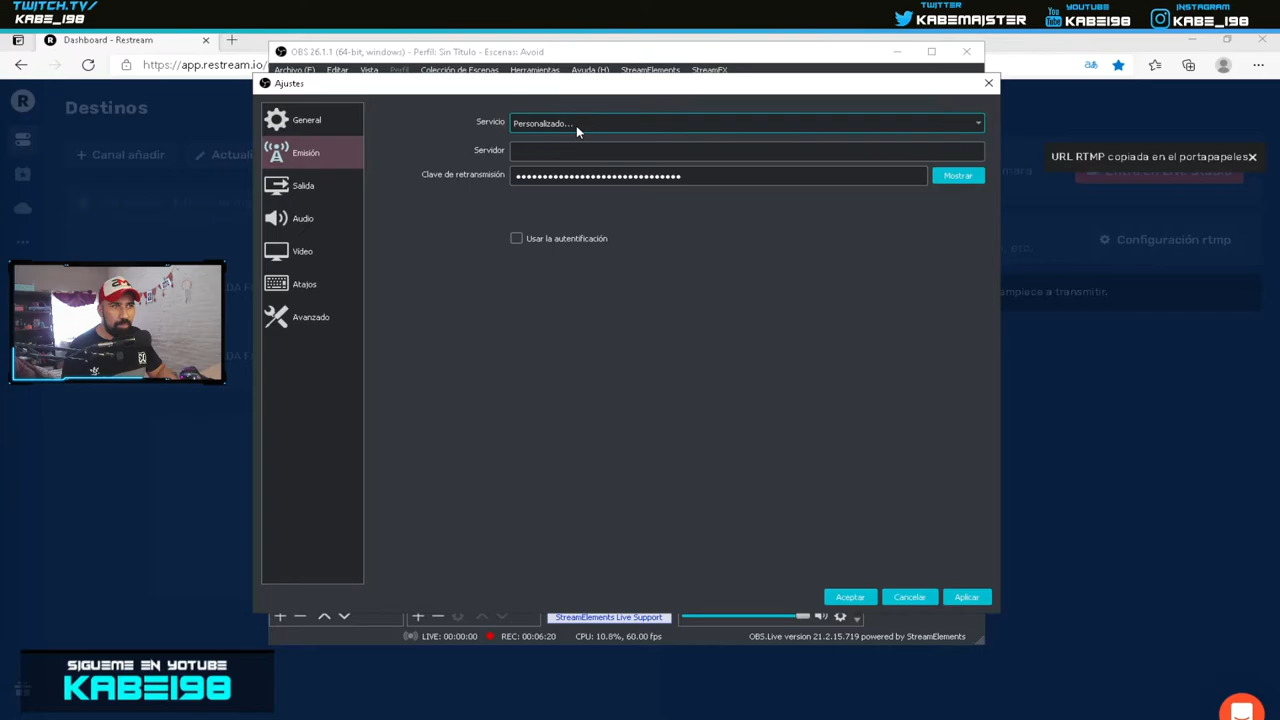 TWITCH.TV/
KABE_198
TWITTER
KABEMAJSTER
You
Tube
YOUTUBE
KABE198
INSTAGRAM
KABE_198
Dashboard - Restream
https://app.restream.io/
OBS 26.1.1 (64-bit, windows) - Perfil: Sin Título - Escenas: Avoid
Archivo (F) Editar Vista Perfil Colección de Escenas Herramientas Ayuda (H) StreamElements StreamFX
Ajustes
Destinos
Canal añadir
General
Emisión
Salida
Audio
Vídeo
Atajos
Avanzado
Servicio
Personalizado...
Servidor
Clave de retransmisión
Mostrar
Usar la autentificación
URL RTMP copiada en el portapapeles
Configuración rtmp
empiece a transmitir.
Aceptar
Cancelar
Aplicar
StreamElements Live Support
LIVE: 00:00:00
REC: 00:06:20
CPU: 10.8%, 60.00 fps
OBS.Live version 21.2.15.719 powered by StreamElements
SIGUEME EN YOTUBE
KABE198